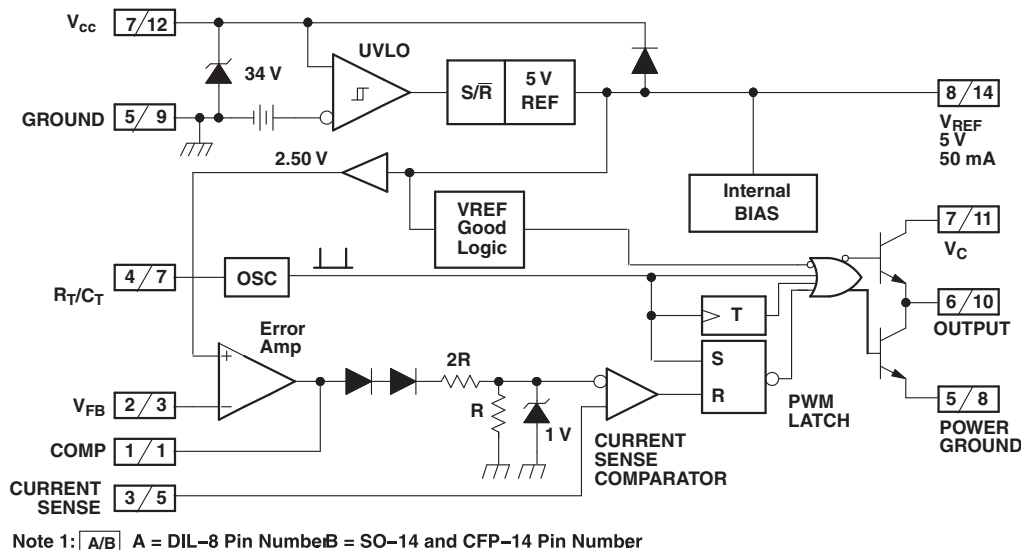 Vcc 7/12
UVLO
34 V
S/R̅
5 V
REF
GROUND 5/9
8/14
VREF
5 V
50 mA
2.50 V
Internal
BIAS
VREF
Good
Logic
7/11
VC
4/7
RT/CT
OSC
T
6/10
OUTPUT
Error
Amp
+
−
2R
R
1 V
S
R
PWM
LATCH
VFB 2/3
5/8
POWER
GROUND
COMP 1/1
CURRENT
SENSE
COMPARATOR
CURRENT
SENSE
3/5
Note 1: A/B A = DIL−8 Pin NumberB = SO−14 and CFP−14 Pin Number